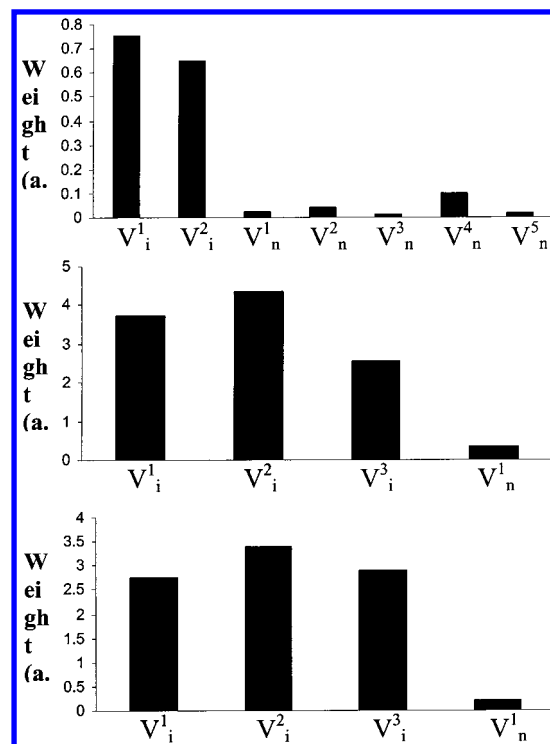 W
ei
gh
t
(a.
0.8
0.7
0.6
0.5
0.4
0.3
0.2
0.1
0
V¹ᵢ V²ᵢ V¹ₙ V²ₙ V³ₙ V⁴ₙ V⁵ₙ
W
ei
gh
t
(a.
5
4
3
2
1
0
V¹ᵢ V²ᵢ V³ᵢ V¹ₙ
W
ei
gh
t
(a.
4
3.5
3
2.5
2
1.5
1
0.5
0
V¹ᵢ V²ᵢ V³ᵢ V¹ₙ